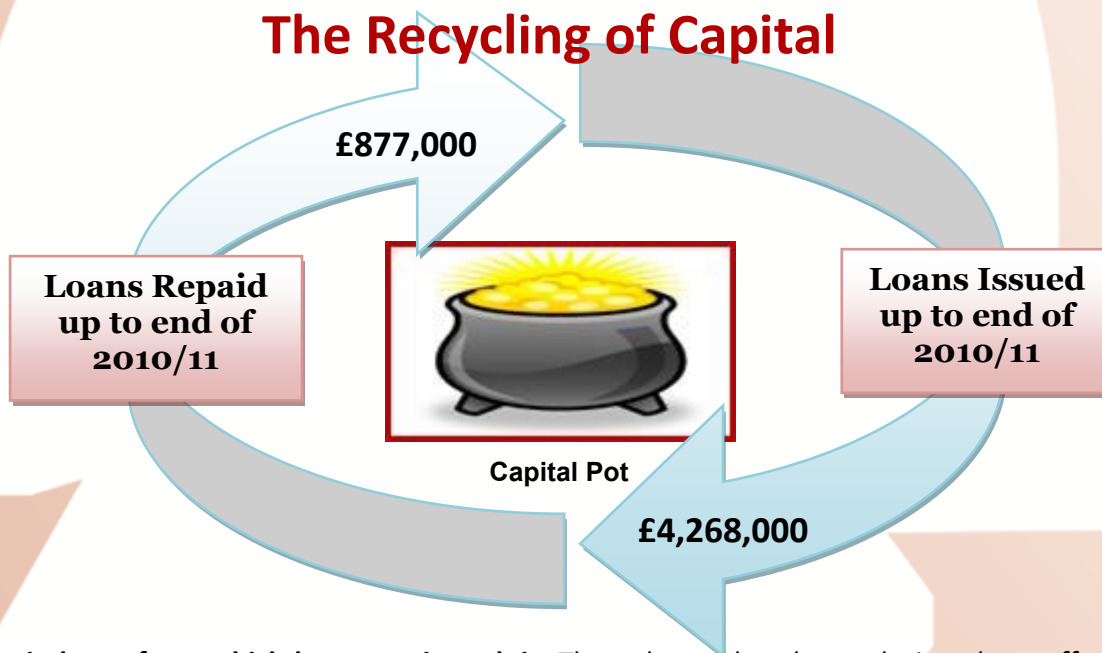 The Recycling of Capital
£877,000
Loans Repaid
up to end of
2010/11
Loans Issued
up to end of
2010/11
Capital Pot
£4,268,000